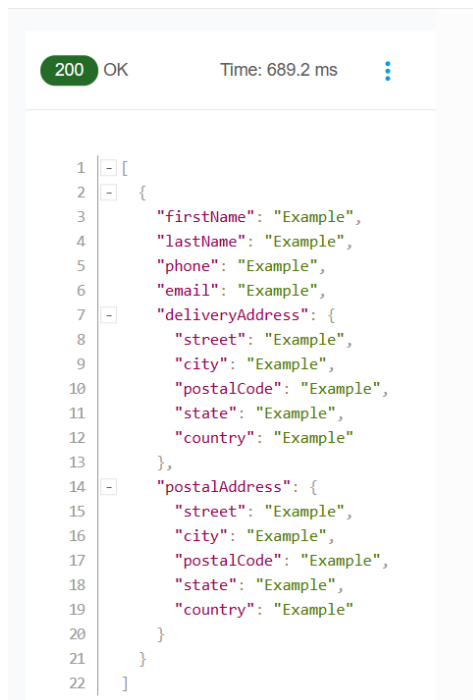 200 OK Time: 689.2 ms
1 [
2 {
3 "firstName": "Example",
4 "lastName": "Example",
5 "phone": "Example",
6 "email": "Example",
7 "deliveryAddress": {
8 "street": "Example",
9 "city": "Example",
10 "postalCode": "Example",
11 "state": "Example",
12 "country": "Example"
13 },
14 "postalAddress": {
15 "street": "Example",
16 "city": "Example",
17 "postalCode": "Example",
18 "state": "Example",
19 "country": "Example"
20 }
21 }
22 ]